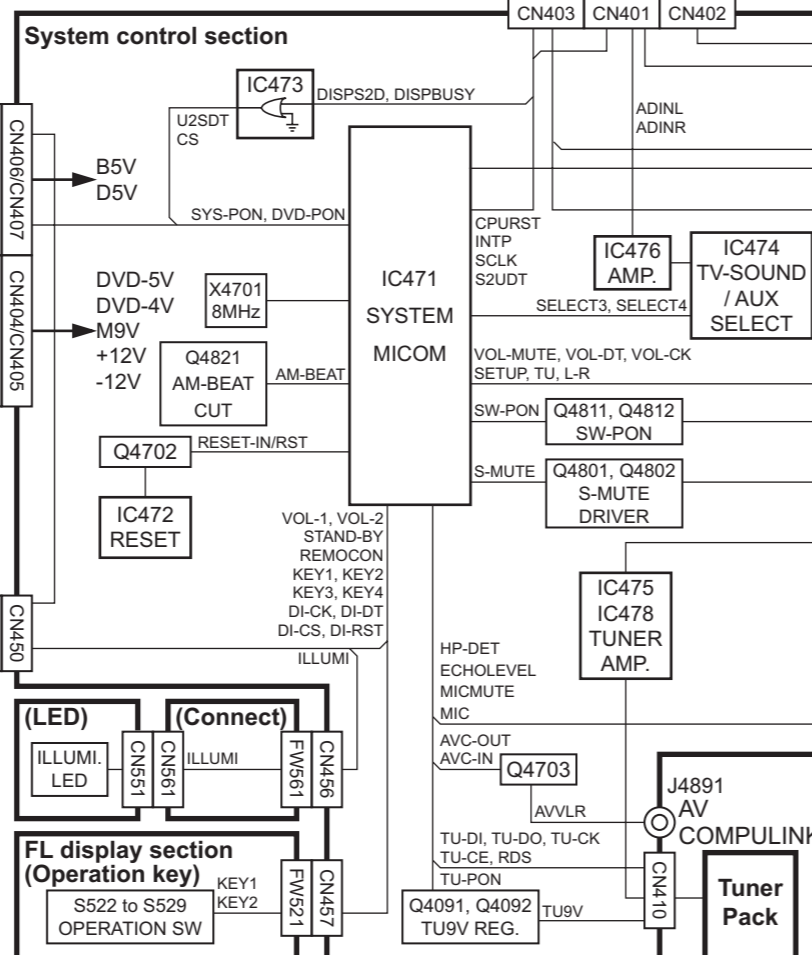 CN403
CN401
CN402
System control section
IC473
DISPS2D, DISPBUSY
U2SDT
CS
ADINL
ADINR
CN406/CN407
B5V
D5V
SYS-PON, DVD-PON
CPURST
INTP
SCLK
S2UDT
IC471
SYSTEM
MICOM
IC476
AMP.
IC474
TV-SOUND
/ AUX
SELECT
CN404/CN405
DVD-5V
DVD-4V
M9V
+12V
-12V
X4701
8MHz
SELECT3, SELECT4
Q4821
AM-BEAT
CUT
AM-BEAT
VOL-MUTE, VOL-DT, VOL-CK
SETUP, TU, L-R
SW-PON
Q4811, Q4812
SW-PON
Q4702
RESET-IN/RST
S-MUTE
Q4801, Q4802
S-MUTE
DRIVER
IC472
RESET
VOL-1, VOL-2
STAND-BY
REMOCON
KEY1, KEY2
KEY3, KEY4
DI-CK, DI-DT
DI-CS, DI-RST
IC475
IC478
TUNER
AMP.
CN450
ILLUMI
HP-DET
ECHOLEVEL
MICMUTE
MIC
(LED)
(Connect)
ILLUMI.
LED
CN551
CN561
ILLUMI
FW561
CN456
AVC-OUT
AVC-IN
Q4703
AVVLR
J4891
AV
COMPULINK
FL display section
(Operation key)
KEY1
KEY2
S522 to S529
OPERATION SW
FW521
CN457
TU-DI, TU-DO, TU-CK
TU-CE, RDS
TU-PON
Q4091, Q4092
TU9V REG.
TU9V
CN410
Tuner
Pack